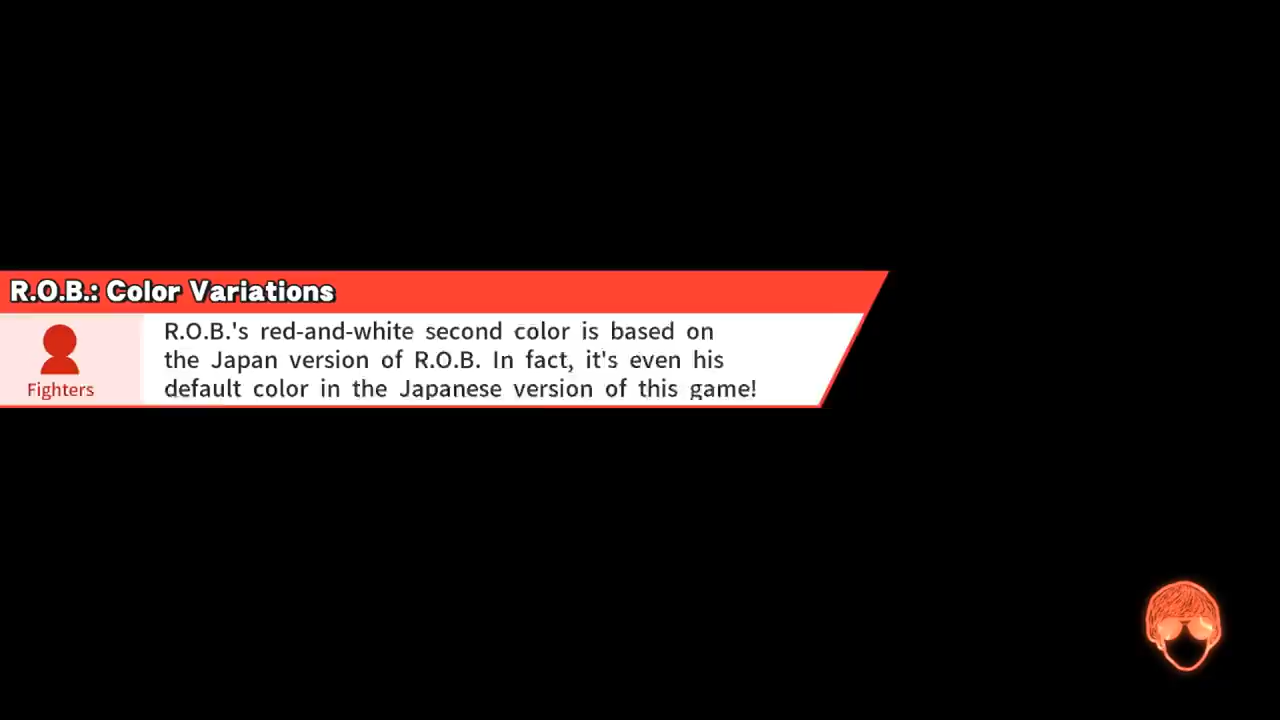 R.O.B.: Color Variations
R.O.B.'s red-and-white second color is based on
the Japan version of R.O.B. In fact, it's even his
default color in the Japanese version of this game!
Fighters